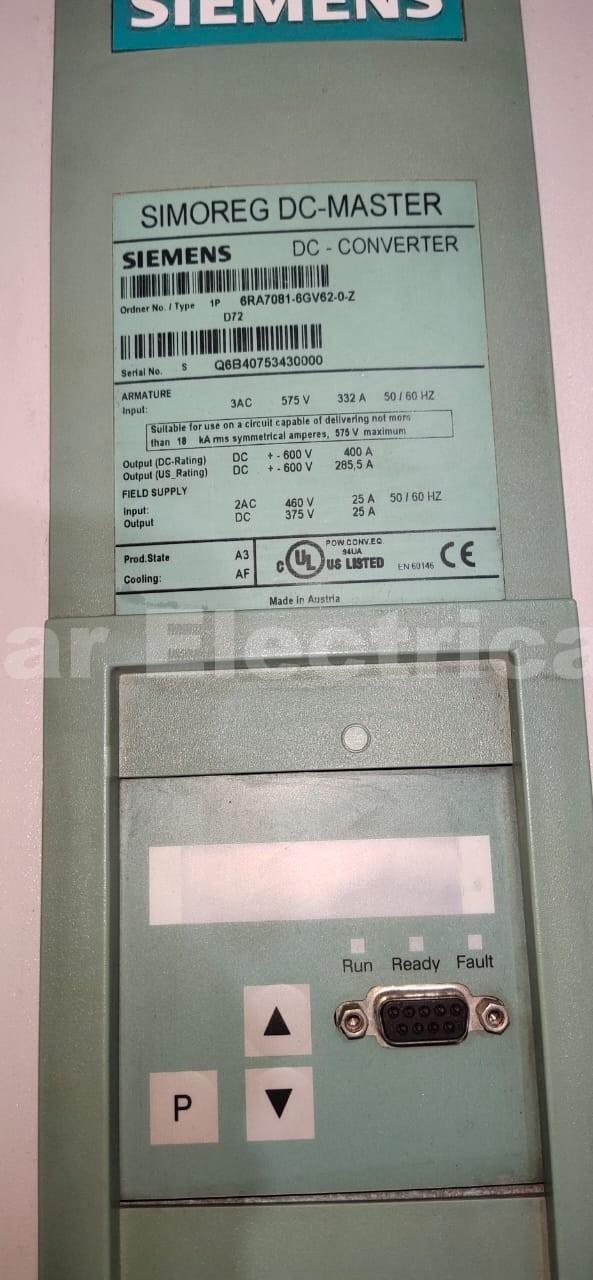 SIEMENS
SIMOREG DC-MASTER
SIEMENS DC - CONVERTER
Ordner No. / Type 1P 6RA7081-6GV62-0-Z
D72
Serial No. S Q6B40753430000
ARMATURE
Input: 3AC 575 V 332 A 50 / 60 HZ
Suitable for use on a circuit capable of delivering not more
than 18 kA rms symmetrical amperes, 575 V maximum
Output (DC-Rating) DC + - 600 V 400 A
Output (US_Rating) DC + - 600 V 285,5 A
FIELD SUPPLY
Input: 2AC 460 V 25 A 50 / 60 HZ
Output DC 375 V 25 A
Prod.State A3
Cooling: AF
POW.CONV.EQ.
94UA
c UL US LISTED EN 60146 CE
Made in Austria
ar Electrica
Run Ready Fault
P